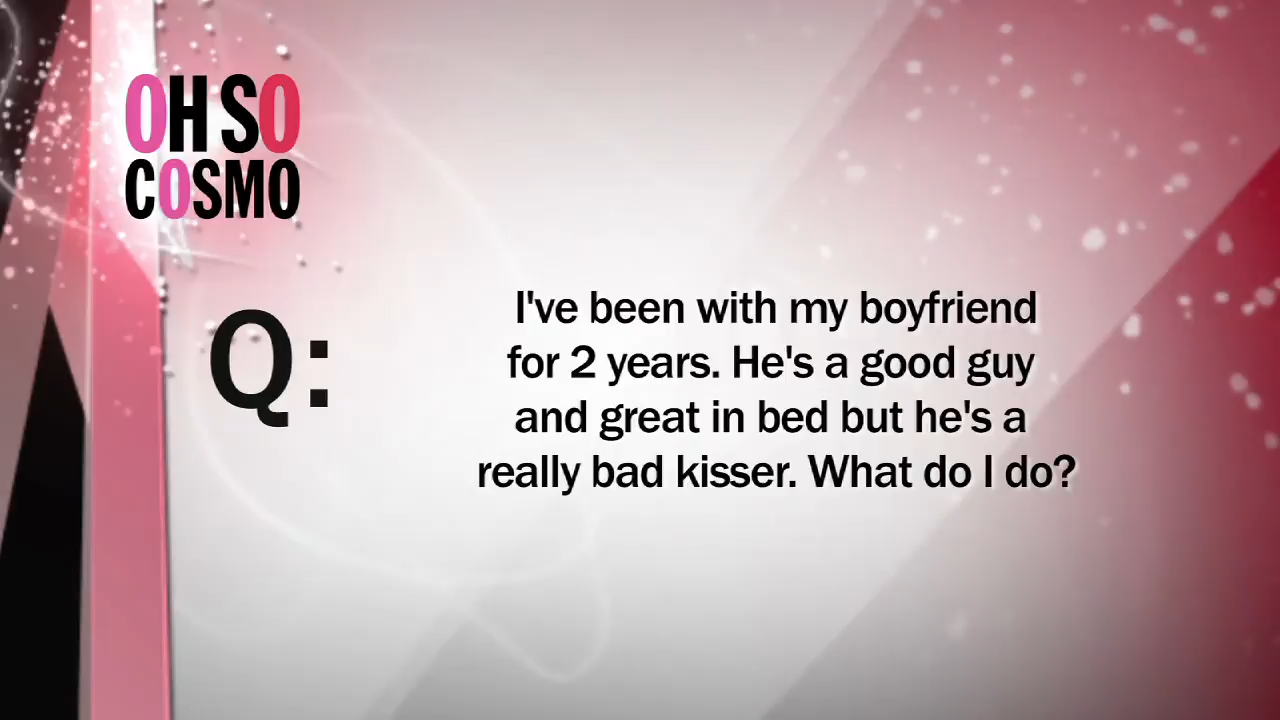 OH SO
COSMO
Q:
I've been with my boyfriend
for 2 years. He's a good guy
and great in bed but he's a
really bad kisser. What do I do?